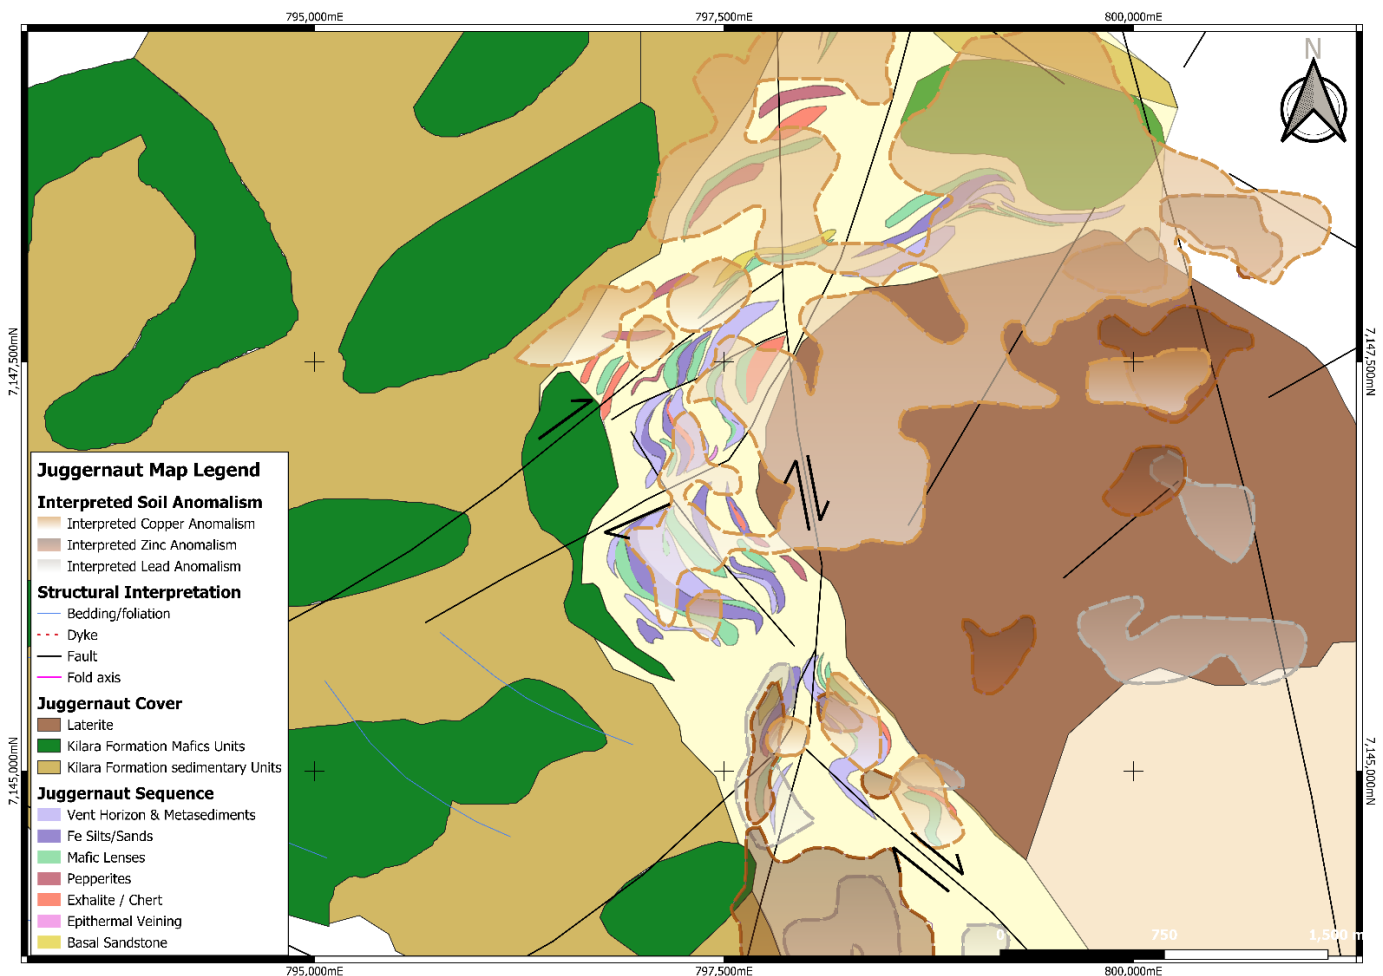 795,000mE
797,500mE
800,000mE
N
7,147,500mN
7,147,500mN
Juggernaut Map Legend
Interpreted Soil Anomalism
Interpreted Copper Anomalism
Interpreted Zinc Anomalism
Interpreted Lead Anomalism
Structural Interpretation
Bedding/foliation
Dyke
Fault
Fold axis
Juggernaut Cover
Laterite
Kilara Formation Mafics Units
Kilara Formation sedimentary Units
Juggernaut Sequence
Vent Horizon & Metasediments
Fe Silts/Sands
Mafic Lenses
Pepperites
Exhalite / Chert
Epithermal Veining
Basal Sandstone
7,145,000mN
7,145,000mN
0
750
1,500 m
795,000mE
797,500mE
800,000mE